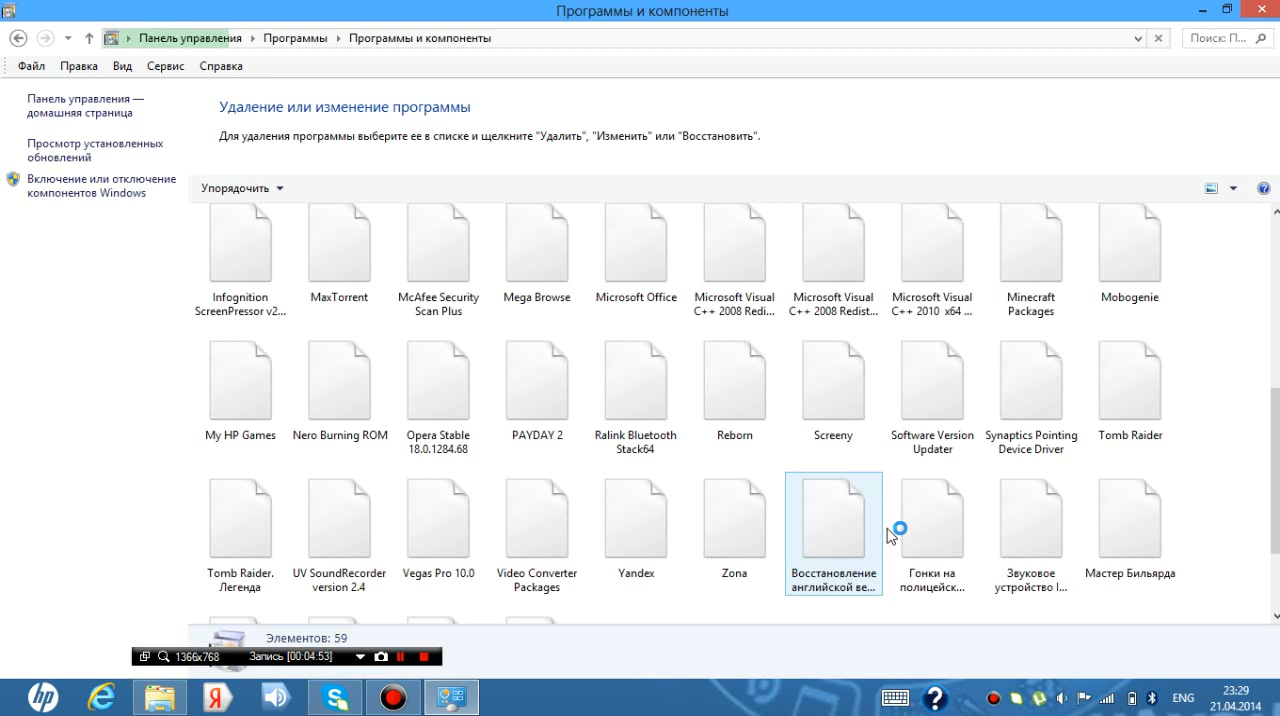 Программы и компоненты
Панель управления
Программы
Программы и компоненты
Поиск: П...
Файл
Правка
Вид
Сервис
Справка
Панель управления —
домашняя страница
Просмотр установленных
обновлений
Включение или отключение
компонентов Windows
Удаление или изменение программы
Для удаления программы выберите ее в списке и щелкните "Удалить", "Изменить" или "Восстановить".
Упорядочить
Infognition
ScreenPressor v2...
MaxTorrent
McAfee Security
Scan Plus
Mega Browse
Microsoft Office
Microsoft Visual
C++ 2008 Redi...
Microsoft Visual
C++ 2008 Redist...
Microsoft Visual
C++ 2010 x64 ...
Minecraft
Packages
Mobogenie
My HP Games
Nero Burning ROM
Opera Stable
18.0.1284.68
PAYDAY 2
Ralink Bluetooth
Stack64
Reborn
Screeny
Software Version
Updater
Synaptics Pointing
Device Driver
Tomb Raider
Tomb Raider.
Легенда
UV SoundRecorder
version 2.4
Vegas Pro 10.0
Video Converter
Packages
Yandex
Zona
Восстановление
английской ве...
Гонки на
полицейск...
Звуковое
устройство I...
Мастер Бильярда
Элементов: 59
1366x768
Запись [00:04:53]
hp
Я
ENG
23:29
21.04.2014